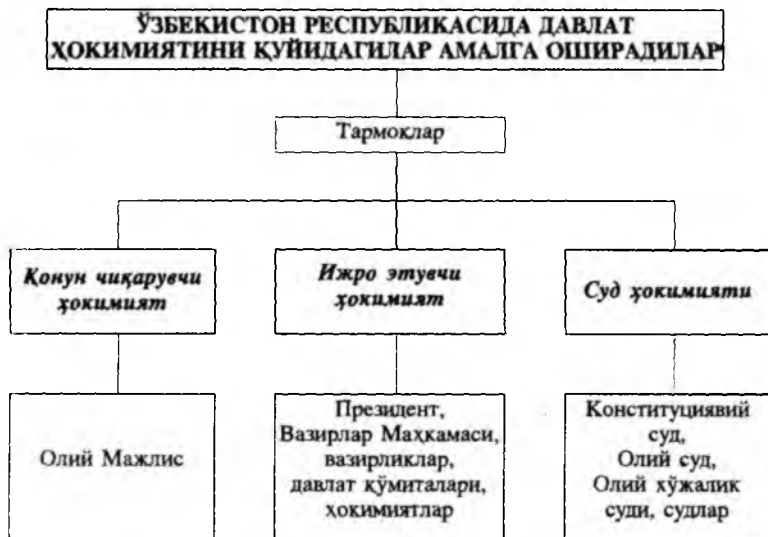 ЎЗБЕКИСТОН РЕСПУБЛИКАСИДА ДАВЛАТ
ҲОКИМИЯТИНИ ҚУЙИДАГИЛАР АМАЛГА ОШИРАДИЛАР
Тармоқлар
Қонун чиқарувчи
ҳокимият
Ижро этувчи
ҳокимият
Суд ҳокимияти
Олий Мажлис
Президент,
Вазирлар Маҳкамаси,
вазирликлар,
давлат қўмиталари,
ҳокимиятлар
Конституциявий
суд,
Олий суд,
Олий хўжалик
суди, судлар